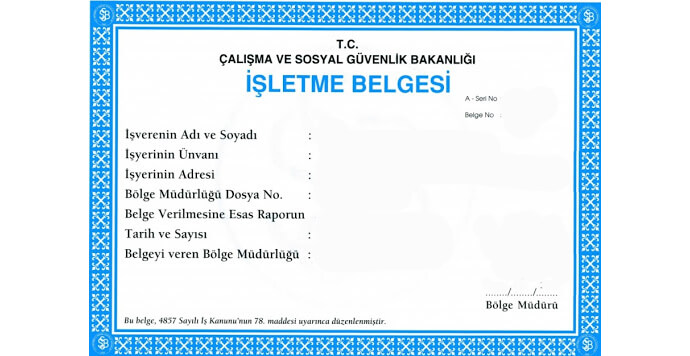 T.C.
ÇALIŞMA VE SOSYAL GÜVENLİK BAKANLIĞI
İŞLETME BELGESİ
A - Seri No
Belge No :
İşverenin Adı ve Soyadı :
İşyerinin Ünvanı :
İşyerinin Adresi :
Bölge Müdürlüğü Dosya No. :
Belge Verilmesine Esas Raporun
Tarih ve Sayısı :
Belgeyi veren Bölge Müdürlüğü :
......../......../........
Bölge Müdürü
Bu belge, 4857 Sayılı İş Kanunu'nun 78. maddesi uyarınca düzenlenmiştir.